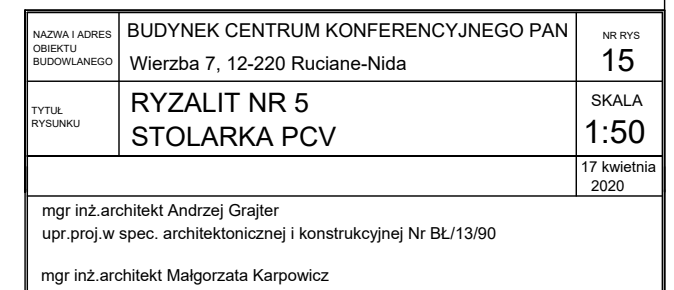 NAZWA I ADRES
OBIEKTU
BUDOWLANEGO
BUDYNEK CENTRUM KONFERENCYJNEGO PAN
Wierzba 7, 12-220 Ruciane-Nida
NR RYS
15
TYTUŁ
RYSUNKU
RYZALIT NR 5
STOLARKA PCV
SKALA
1:50
17 kwietnia
2020
mgr inż.architekt Andrzej Grajter
upr.proj.w spec. architektonicznej i konstrukcyjnej Nr BŁ/13/90
mgr inż.architekt Małgorzata Karpowicz